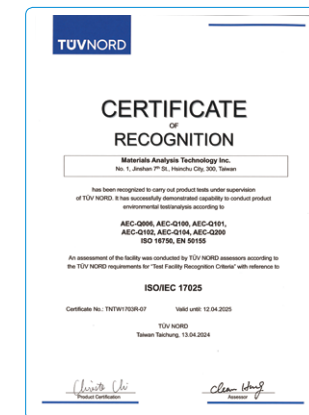 TÜVNORD
CERTIFICATE
OF
RECOGNITION
Materials Analysis Technology Inc.
No. 1, Jinshan 7th St., Hsinchu City, 300, Taiwan
has been recognized to carry out product tests under supervision
of TÜV NORD. It has successfully demonstrated capability to conduct product
environmental test/analysis according to
AEC-Q006, AEC-Q100, AEC-Q101,
AEC-Q102, AEC-Q104, AEC-Q200
ISO 16750, EN 50155
An assessment of the facility was conducted by TÜV NORD assessors according to
the TÜV NORD requirements for "Test Facility Recognition Criteria" with reference to
ISO/IEC 17025
Certificate No.: TNTW1703R-07 Valid until: 12.04.2025
TÜV NORD
Taiwan Taichung, 13.04.2024
Product Certification Assessor